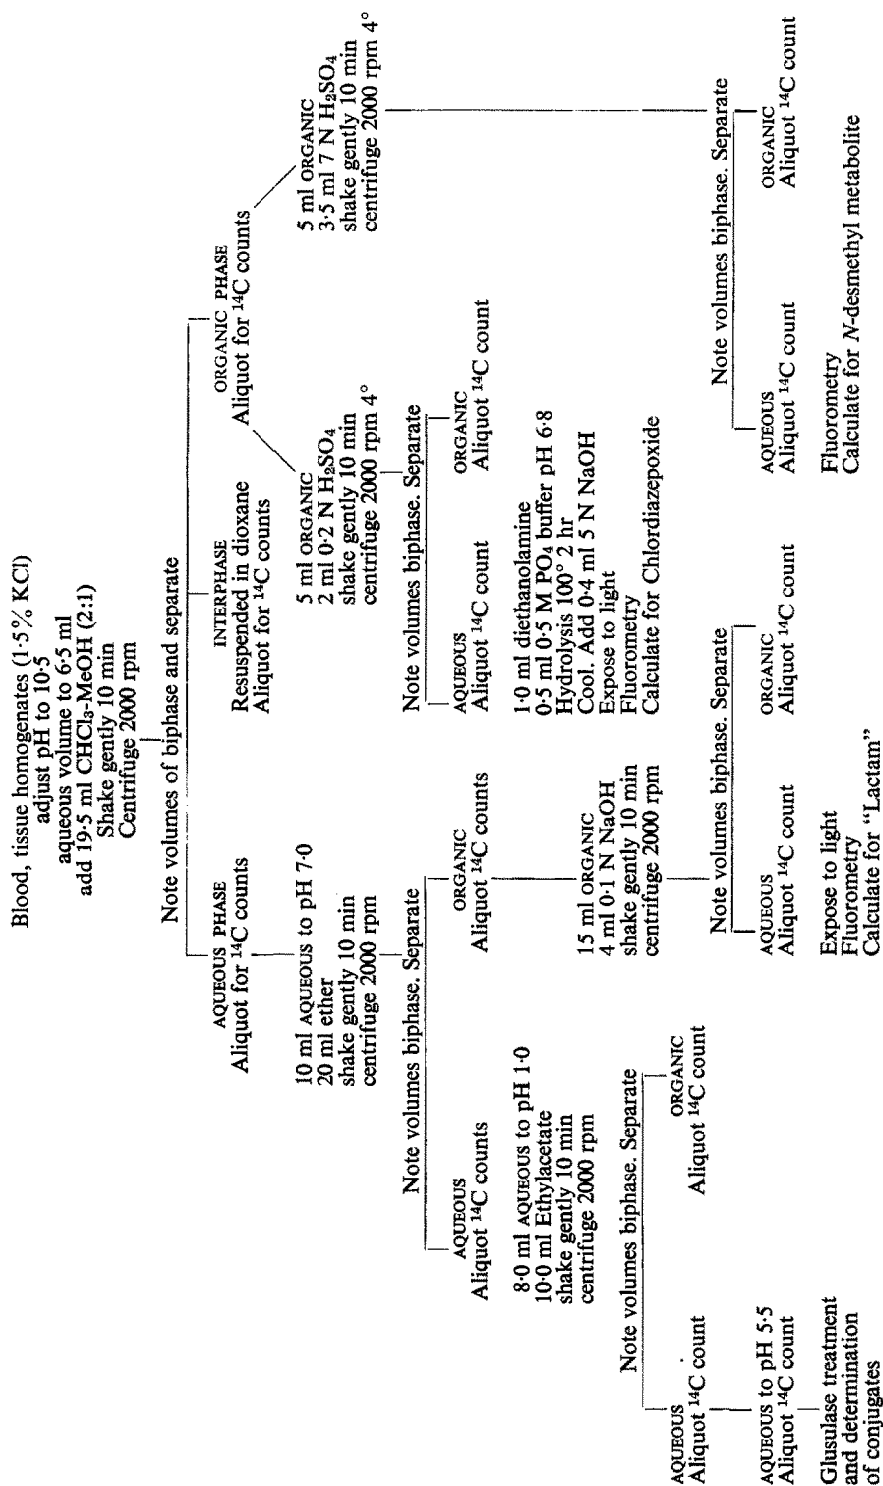 Blood, tissue homogenates (1·5% KCl)
adjust pH to 10·5
aqueous volume to 6·5 ml
add 19·5 ml CHCl₃-MeOH (2:1)
Shake gently 10 min
Centrifuge 2000 rpm
Note volumes of biphase and separate
AQUEOUS PHASE
Aliquot for ¹⁴C counts
INTERPHASE
Resuspended in dioxane
Aliquot for ¹⁴C counts
ORGANIC PHASE
Aliquot for ¹⁴C counts
10 ml AQUEOUS to pH 7·0
20 ml ether
shake gently 10 min
centrifuge 2000 rpm
5 ml ORGANIC
2 ml 0·2 N H₂SO₄
shake gently 10 min
centrifuge 2000 rpm 4°
5 ml ORGANIC
3·5 ml 7 N H₂SO₄
shake gently 10 min
centrifuge 2000 rpm 4°
Note volumes biphase. Separate
AQUEOUS
Aliquot ¹⁴C counts
ORGANIC
Aliquot ¹⁴C counts
Note volumes biphase. Separate
AQUEOUS
Aliquot ¹⁴C count
ORGANIC
Aliquot ¹⁴C count
8·0 ml AQUEOUS to pH 1·0
10·0 ml Ethylacetate
shake gently 10 min
centrifuge 2000 rpm
15 ml ORGANIC
4 ml 0·1 N NaOH
shake gently 10 min
centrifuge 2000 rpm
1·0 ml diethanolamine
0·5 ml 0·5 M PO₄ buffer pH 6·8
Hydrolysis 100° 2 hr
Cool. Add 0·4 ml 5 N NaOH
Expose to light
Fluorometry
Calculate for Chlordiazepoxide
Note volumes biphase. Separate
AQUEOUS
Aliquot ¹⁴C count
ORGANIC
Aliquot ¹⁴C count
Note volumes biphase. Separate
AQUEOUS
Aliquot ¹⁴C count
ORGANIC
Aliquot ¹⁴C count
Note volumes biphase. Separate
AQUEOUS
Aliquot ¹⁴C count
ORGANIC
Aliquot ¹⁴C count
AQUEOUS to pH 5·5
Aliquot ¹⁴C count
Glusulase treatment
and determination
of conjugates
Expose to light
Fluorometry
Calculate for "Lactam"
Fluorometry
Calculate for N-desmethyl metabolite